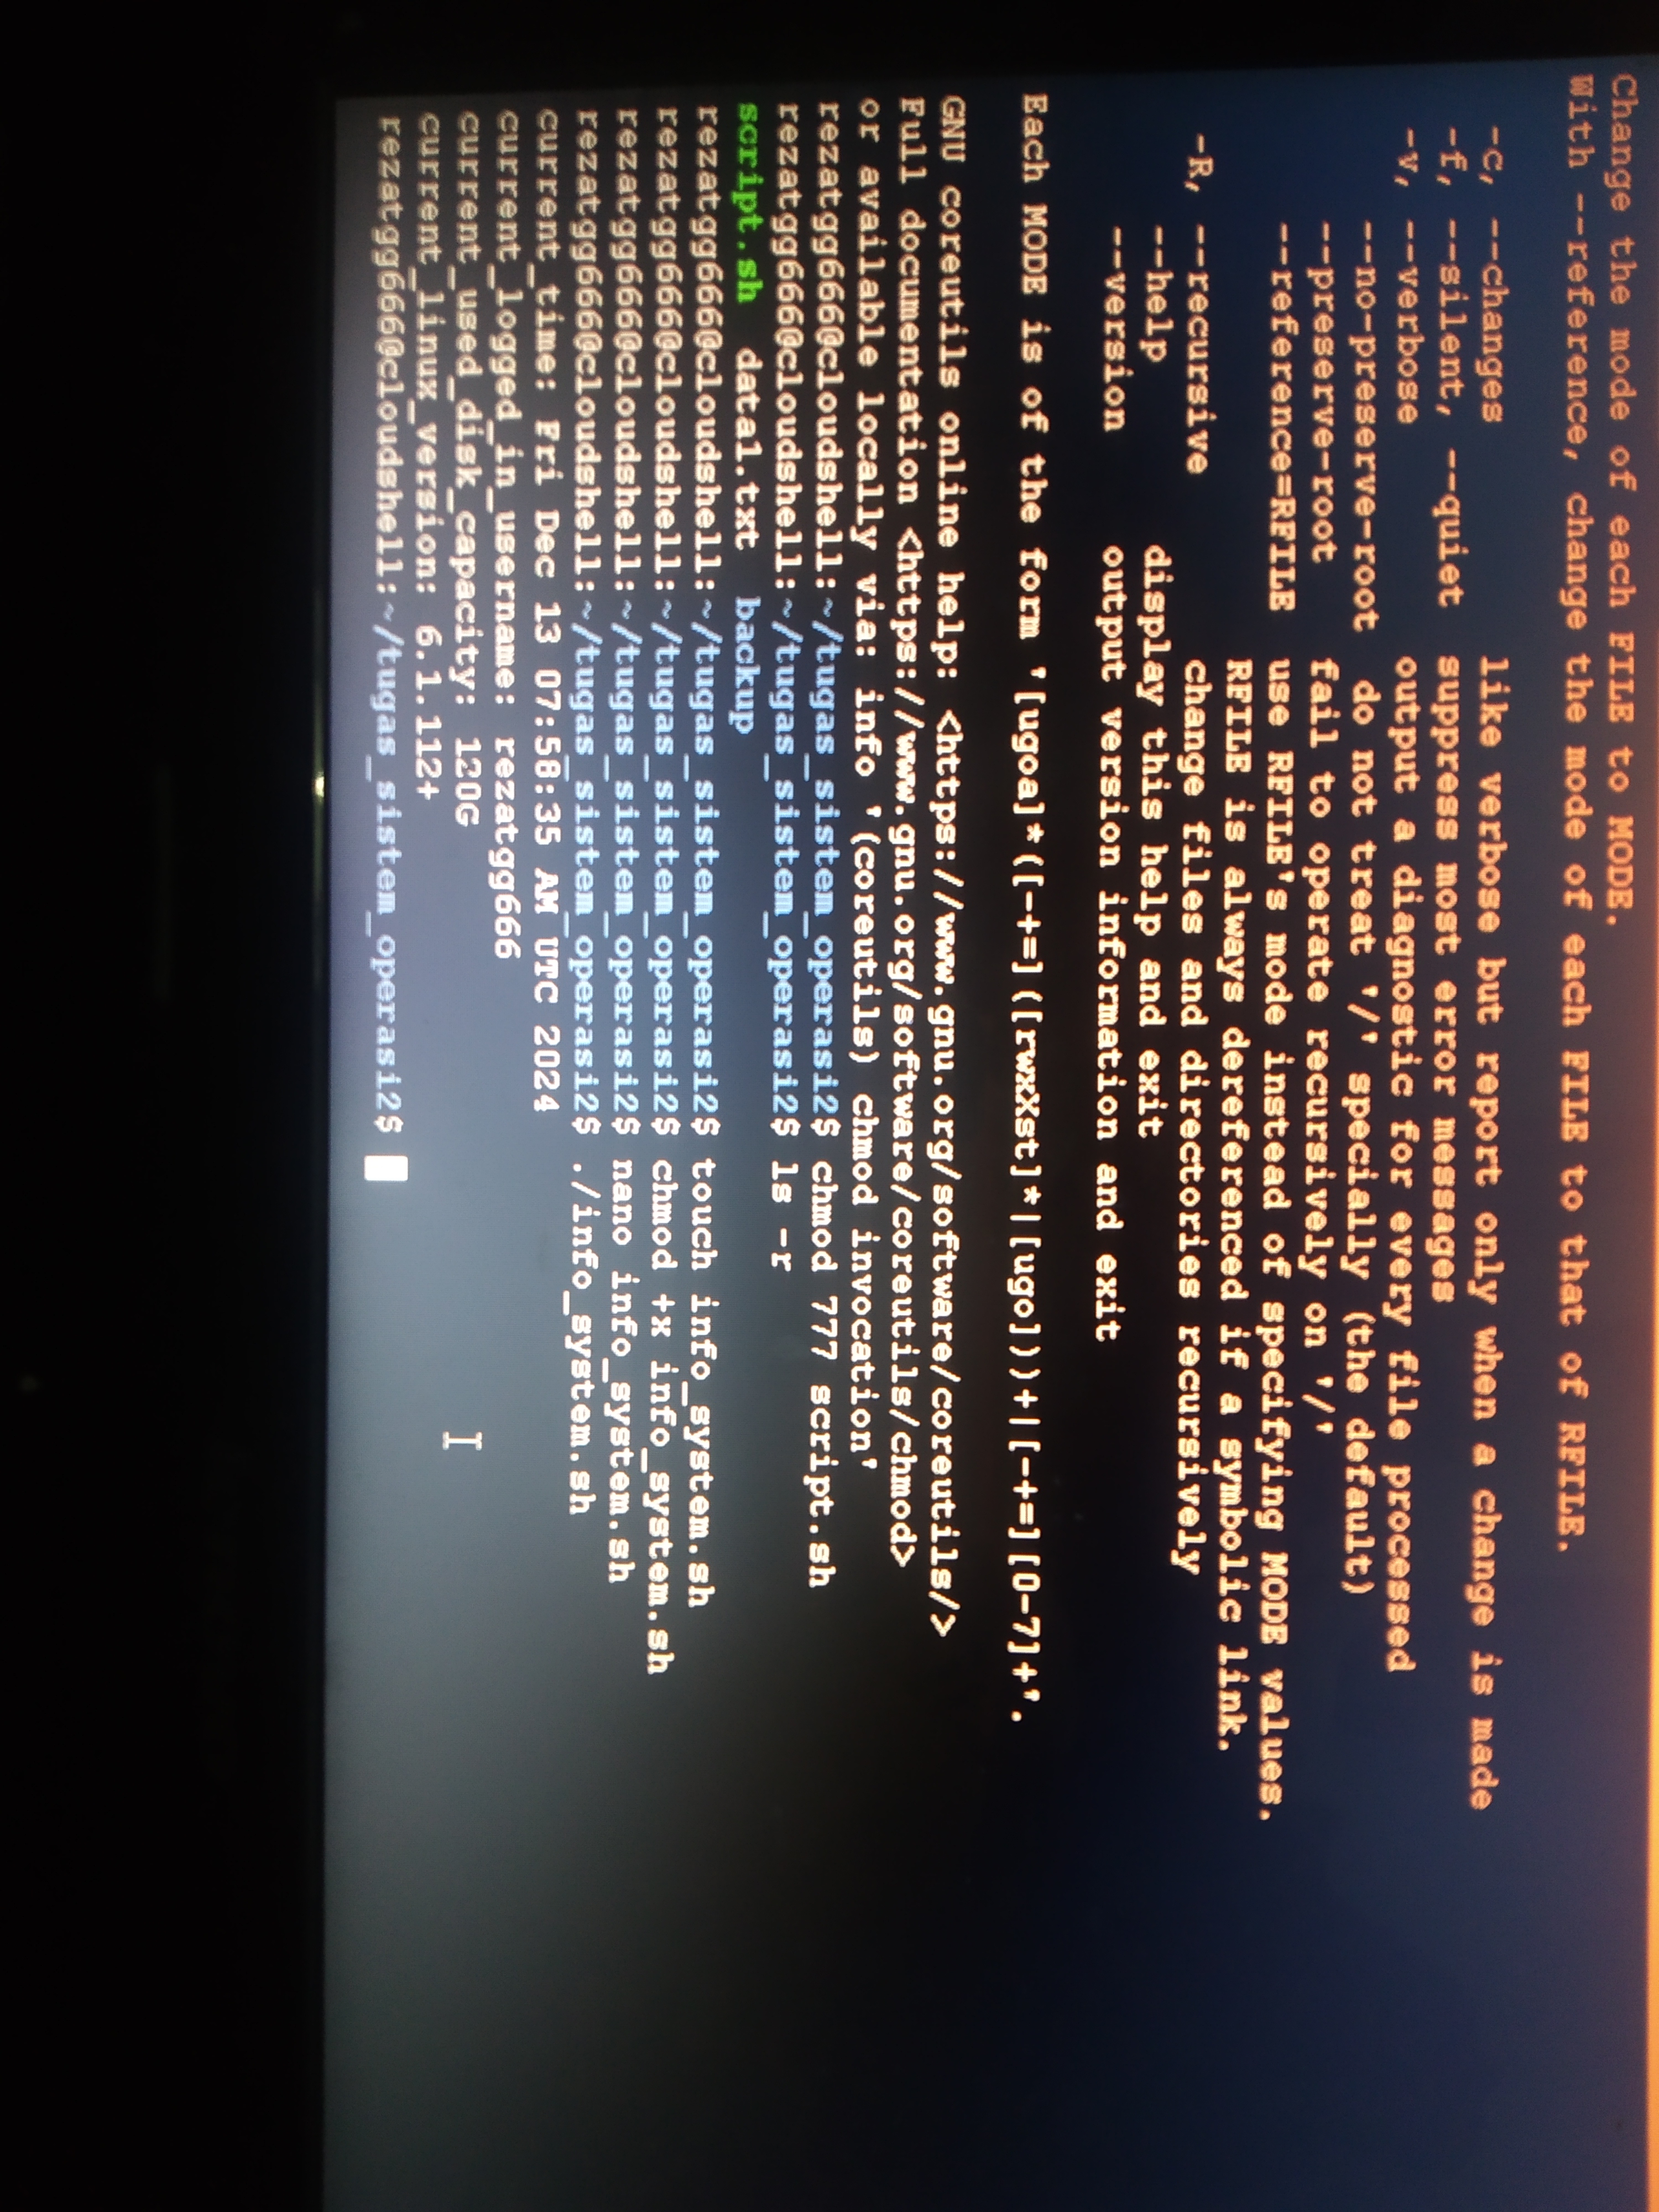 Change the mode of each FILE to MODE.
With --reference, change the mode of each FILE to that of RFILE.
-c, --changes like verbose but report only when a change is made
-f, --silent, --quiet suppress most error messages
-v, --verbose output a diagnostic for every file processed
--no-preserve-root do not treat '/' specially (the default)
--preserve-root fail to operate recursively on '/'
--reference=RFILE use RFILE's mode instead of specifying MODE values.
RFILE is always dereferenced if a symbolic link.
-R, --recursive change files and directories recursively
--help display this help and exit
--version output version information and exit
Each MODE is of the form '[ugoa]*([-+=]([rwxXst]*|[ugo]))+|[-+=][0-7]+'.
GNU coreutils online help: <https://www.gnu.org/software/coreutils/>
Full documentation <https://www.gnu.org/software/coreutils/chmod>
or available locally via: info '(coreutils) chmod invocation'
rezatgg666@cloudshell:~/tugas_sistem_operasi2$ chmod 777 script.sh
rezatgg666@cloudshell:~/tugas_sistem_operasi2$ ls -r
script.sh data1.txt backup
rezatgg666@cloudshell:~/tugas_sistem_operasi2$ touch info_system.sh
rezatgg666@cloudshell:~/tugas_sistem_operasi2$ chmod +x info_system.sh
rezatgg666@cloudshell:~/tugas_sistem_operasi2$ nano info_system.sh
rezatgg666@cloudshell:~/tugas_sistem_operasi2$ ./info_system.sh
current_time: Fri Dec 13 07:58:35 AM UTC 2024
current_logged_in_username: rezatgg666
current_used_disk_capacity: 120G
current_linux_version: 6.1.112+
rezatgg666@cloudshell:~/tugas_sistem_operasi2$